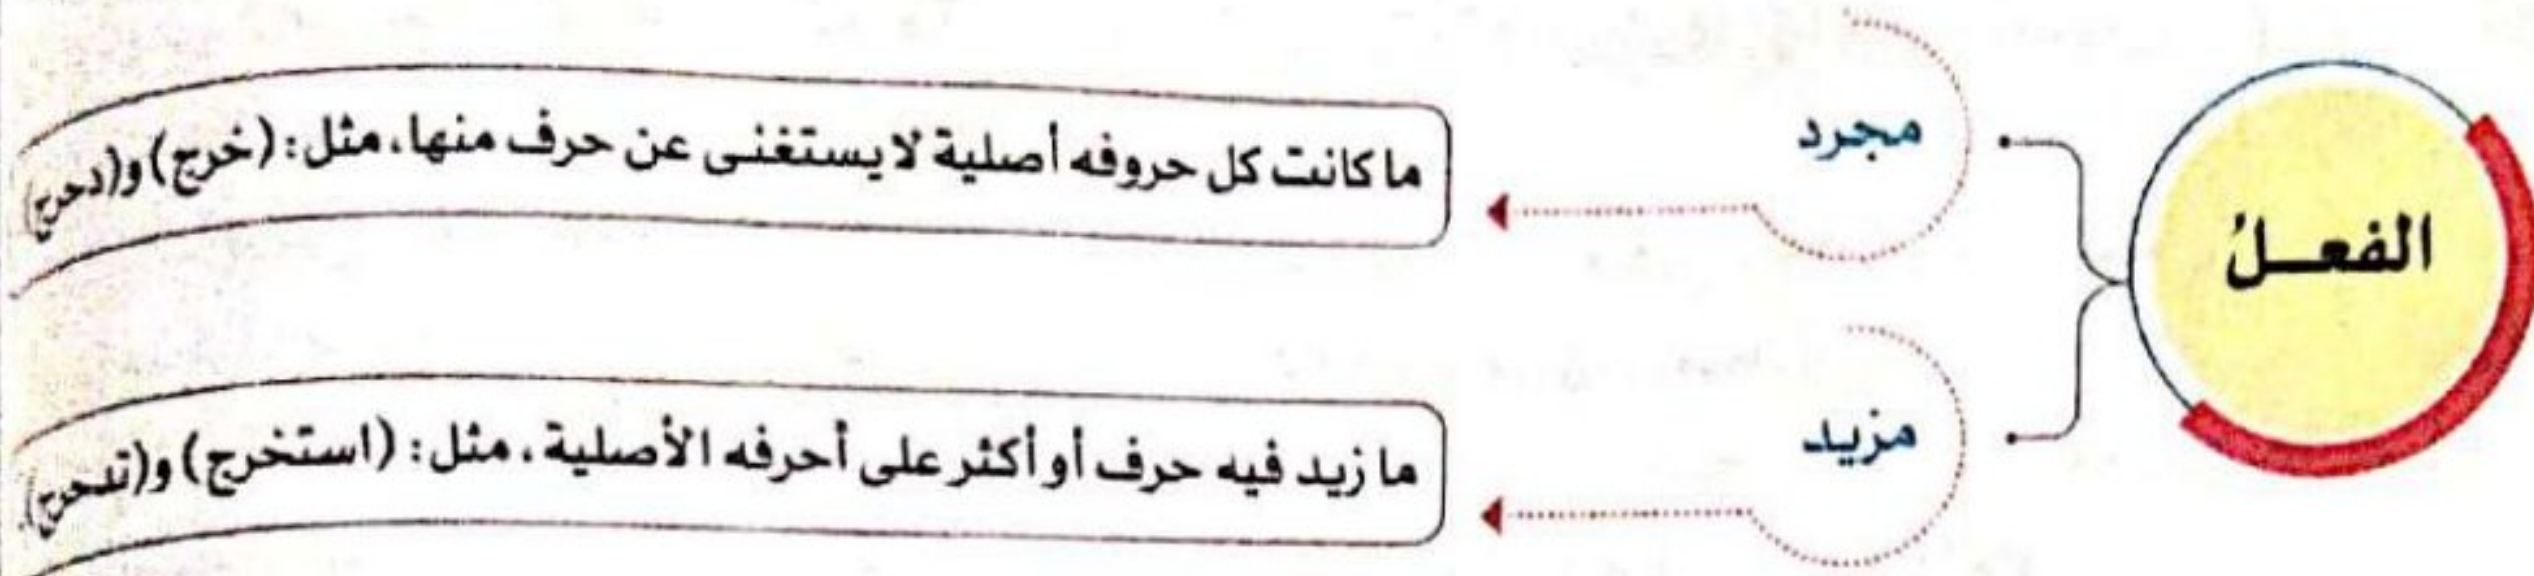 الفعـــلُ
مجرد
ما كانت كل حروفه أصلية لا يستغنى عن حرف منها، مثل: (خرج) و(دحرج)
مزيد
ما زيد فيه حرف أو أكثر على أحرفه الأصلية، مثل: (استخرج) و(تدحرج).